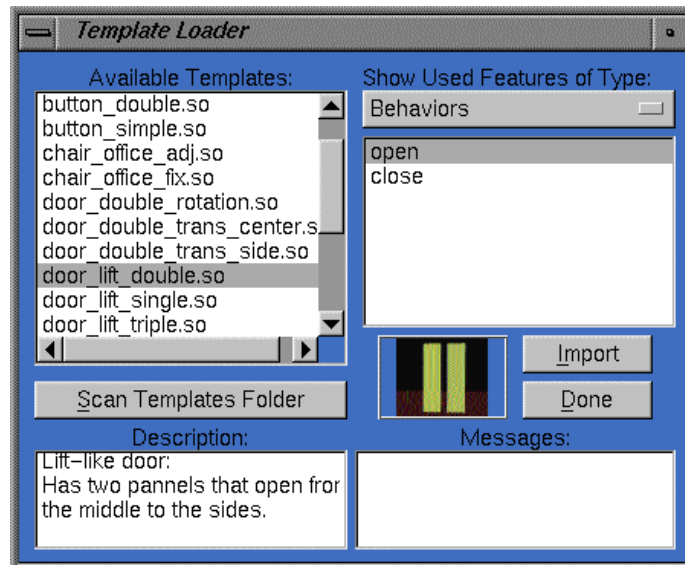 Template Loader
Available Templates:
button_double.so
button_simple.so
chair_office_adj.so
chair_office_fix.so
door_double_rotation.so
door_double_trans_center.s
door_double_trans_side.so
door_lift_double.so
door_lift_single.so
door_lift_triple.so
Scan Templates Folder
Show Used Features of Type:
Behaviors
open
close
Import
Done
Description:
Lift-like door:
Has two pannels that open fror
the middle to the sides.
Messages: